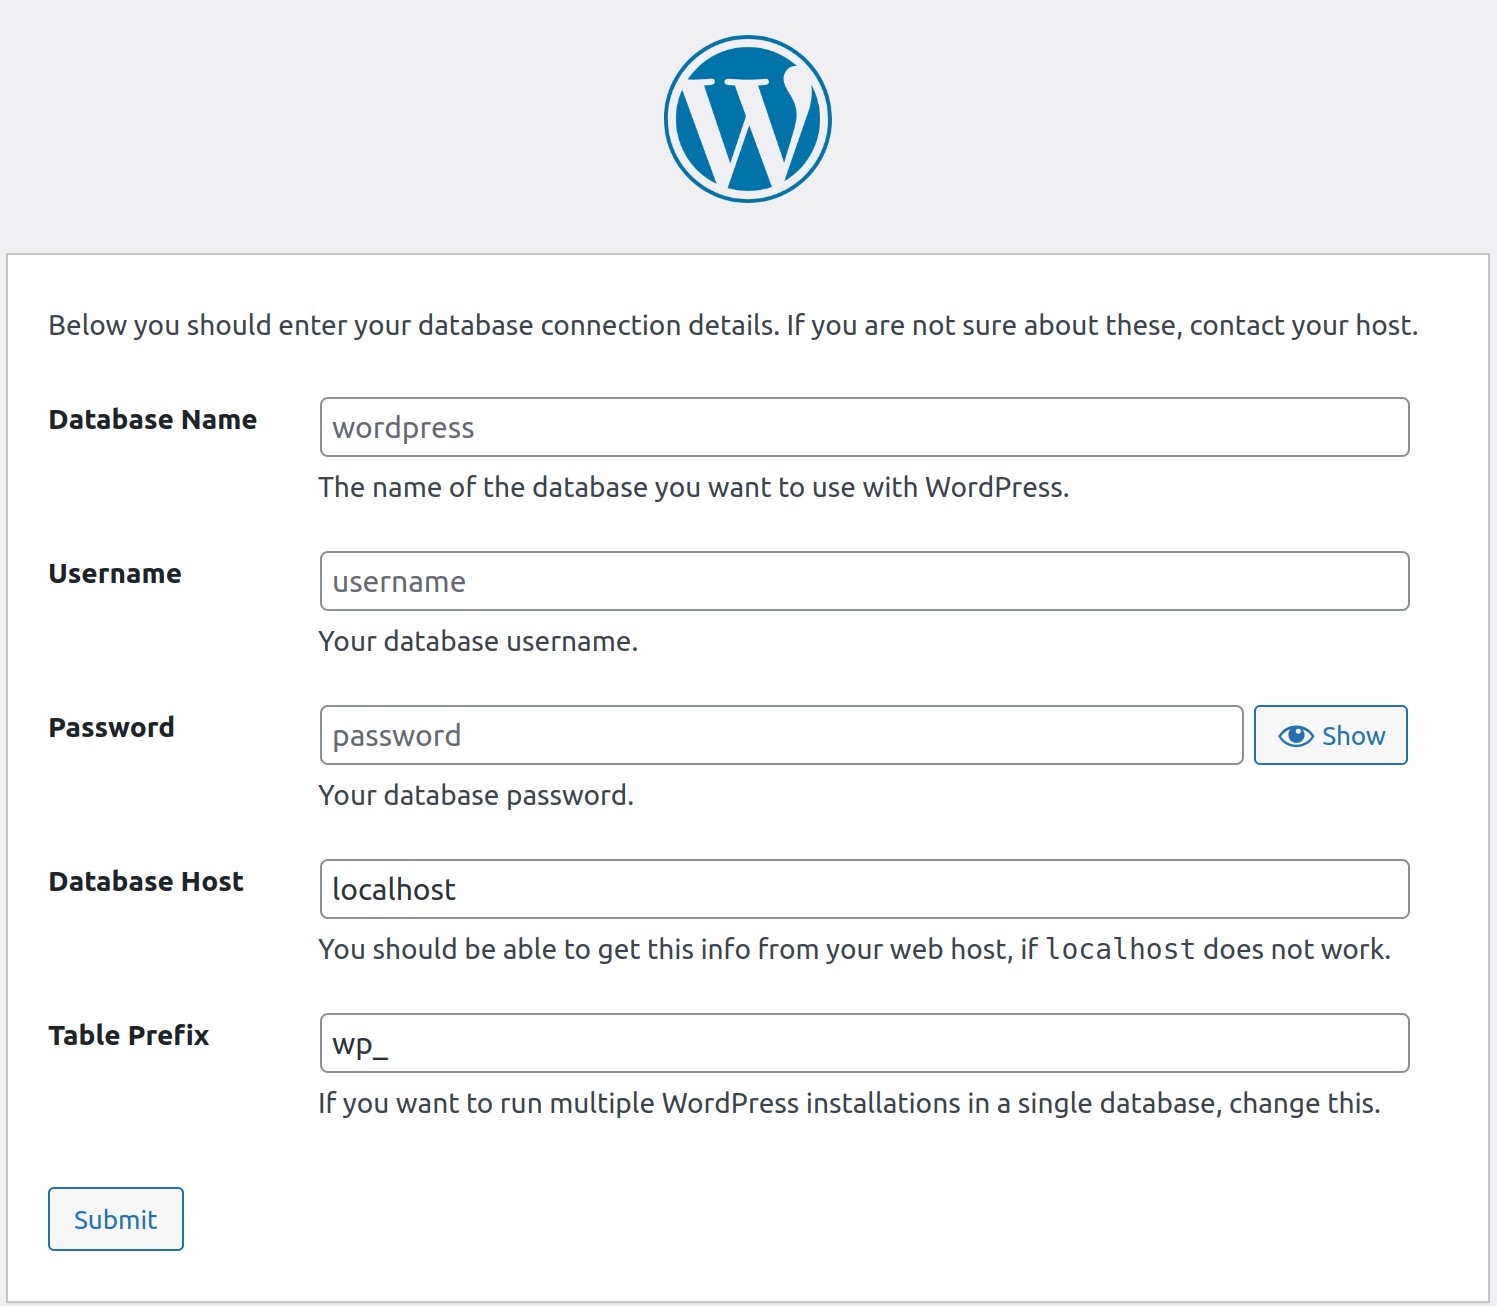 Below you should enter your database connection details. If you are not sure about these, contact your host.
Database Name
wordpress
The name of the database you want to use with WordPress.
Username
username
Your database username.
Password
password
Show
Your database password.
Database Host
localhost
You should be able to get this info from your web host, if localhost does not work.
Table Prefix
wp_
If you want to run multiple WordPress installations in a single database, change this.
Submit